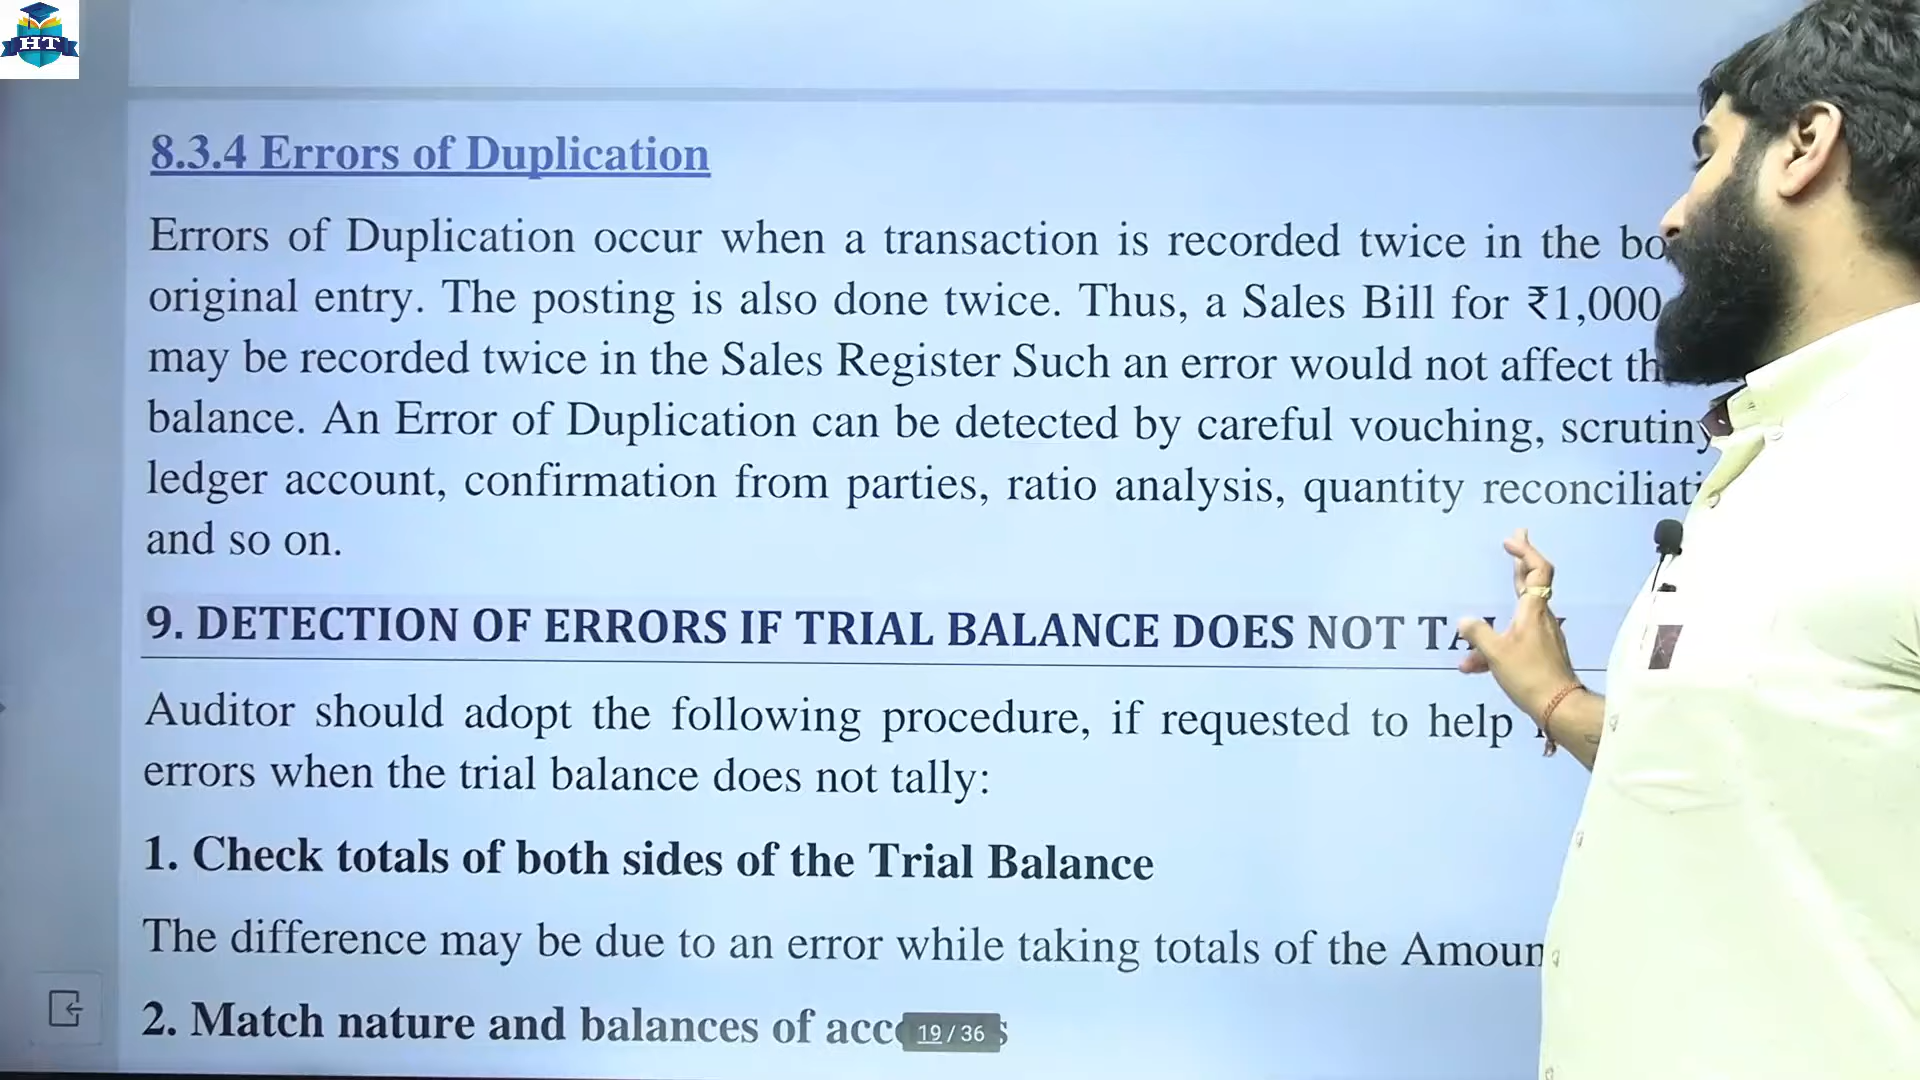 HT
8.3.4 Errors of Duplication
Errors of Duplication occur when a transaction is recorded twice in the
original entry. The posting is also done twice. Thus, a Sales Bill for ₹1,000
may be recorded twice in the Sales Register Such an error would not affect
balance. An Error of Duplication can be detected by careful vouching, scrutiny
ledger account, confirmation from parties, ratio analysis, quantity
and so on.
9. DETECTION OF ERRORS IF TRIAL BALANCE DOES NOT
Auditor should adopt the following procedure, if requested to help
errors when the trial balance does not tally:
1. Check totals of both sides of the Trial Balance
The difference may be due to an error while taking totals of the
2. Match nature and balances of
19 / 36